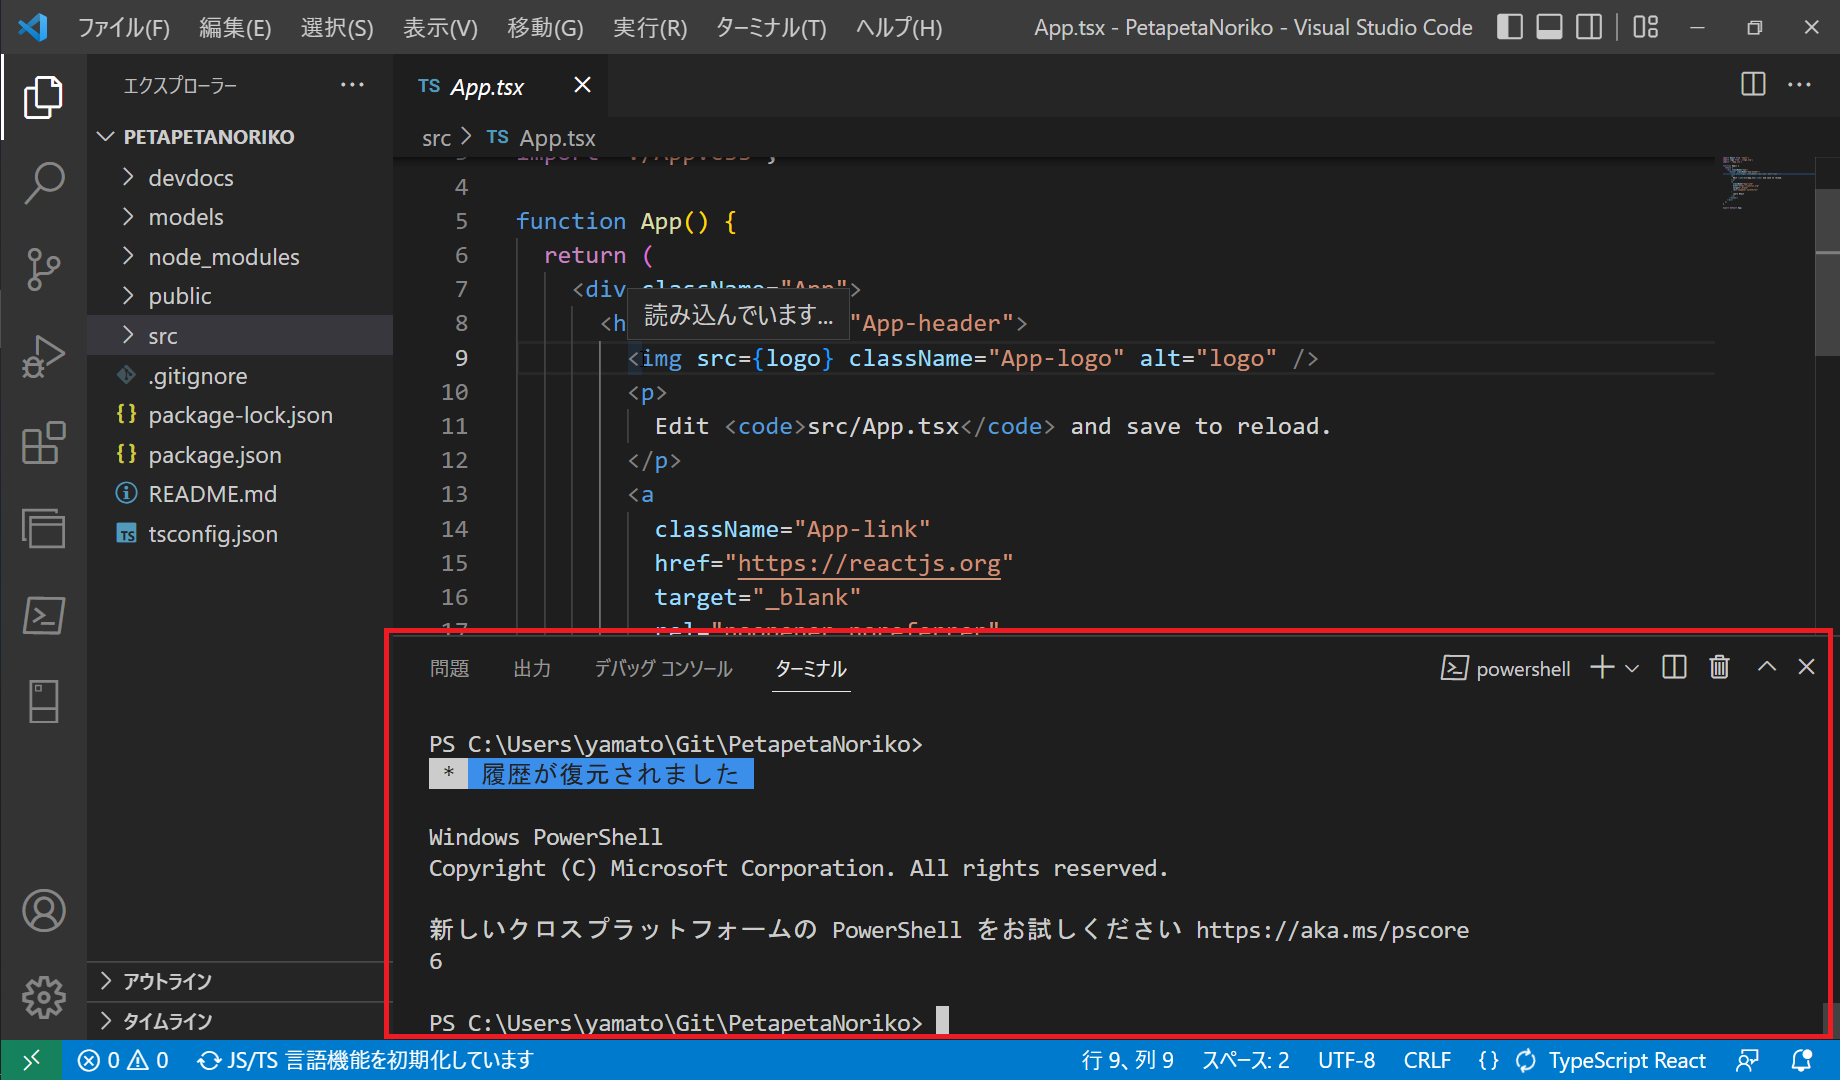 ファイル(F) 編集(E) 選択(S) 表示(V) 移動(G) 実行(R) ターミナル(T) ヘルプ(H) App.tsx - PetapetaNoriko - Visual Studio Code
エクスプローラー
PETAPETANORIKO
devdocs
models
node_modules
public
src
.gitignore
package-lock.json
package.json
README.md
tsconfig.json
アウトライン
タイムライン
TS App.tsx
src > TS App.tsx
4
5 function App() {
6 return (
7 <div className="App">
読み込んでいます...
8 <h "App-header">
9 <img src={logo} className="App-logo" alt="logo" />
10 <p>
11 Edit <code>src/App.tsx</code> and save to reload.
12 </p>
13 <a
14 className="App-link"
15 href="https://reactjs.org"
16 target="_blank"
17 rel="noopener noreferrer"
問題 出力 デバッグ コンソール ターミナル powershell
PS C:\Users\yamato\Git\PetapetaNoriko>
* 履歴が復元されました
Windows PowerShell
Copyright (C) Microsoft Corporation. All rights reserved.
新しいクロスプラットフォームの PowerShell をお試しください https://aka.ms/pscore
6
PS C:\Users\yamato\Git\PetapetaNoriko>
0 0 JS/TS 言語機能を初期化しています 行 9、列 9 スペース: 2 UTF-8 CRLF {} TypeScript React